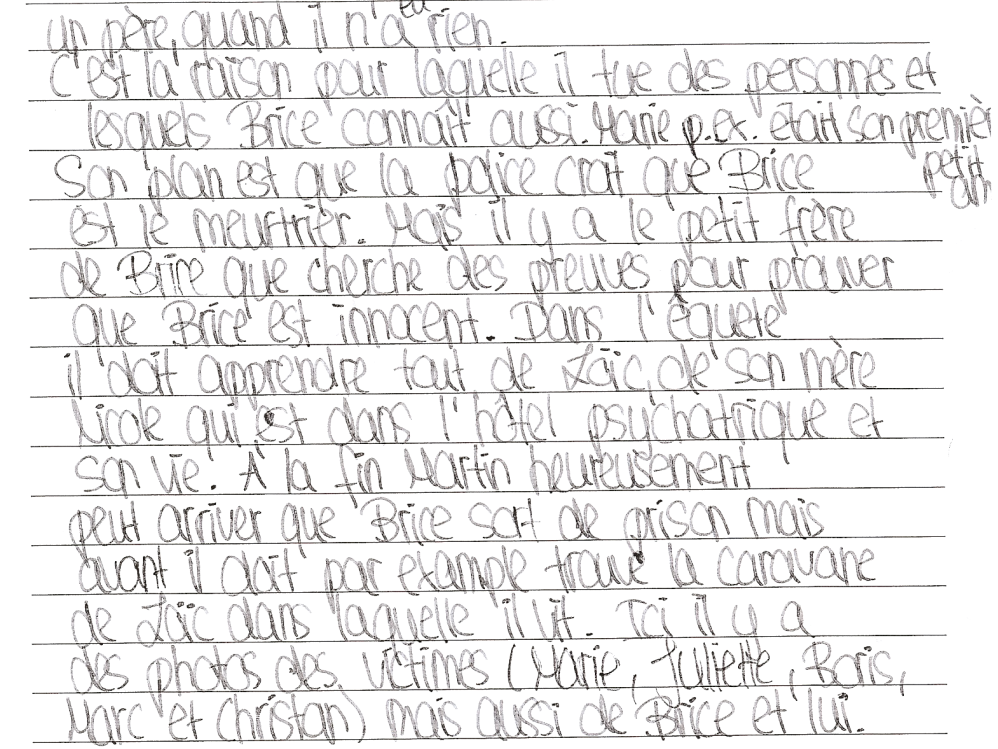 un père, quand il n'a eu rien.
C'est la raison pour laquelle il tue des personnes et
lesquels Brice connaît aussi. Marie p.ex. était son premièr
petit
am
Son plan est que la police croit que Brice
est le meurtrier. Mais il y a le petit frère
de Brice que cherche des preuves pour prouver
que Brice est innocent. Dans l'équete
il doit apprendre tout de Loïc, de son mère
Nicole qui est dans l'hôtel psychatrique et
son vie. À la fin Martin heureusement
peut arriver que Brice sort de prison mais
avant il doit par example trouve la caravane
de Loïc dans laquelle il vit. Ici il y a
des photos des victimes (Marie, Juliette, Boris,
Marc et Christan) mais aussi de Brice et lui.